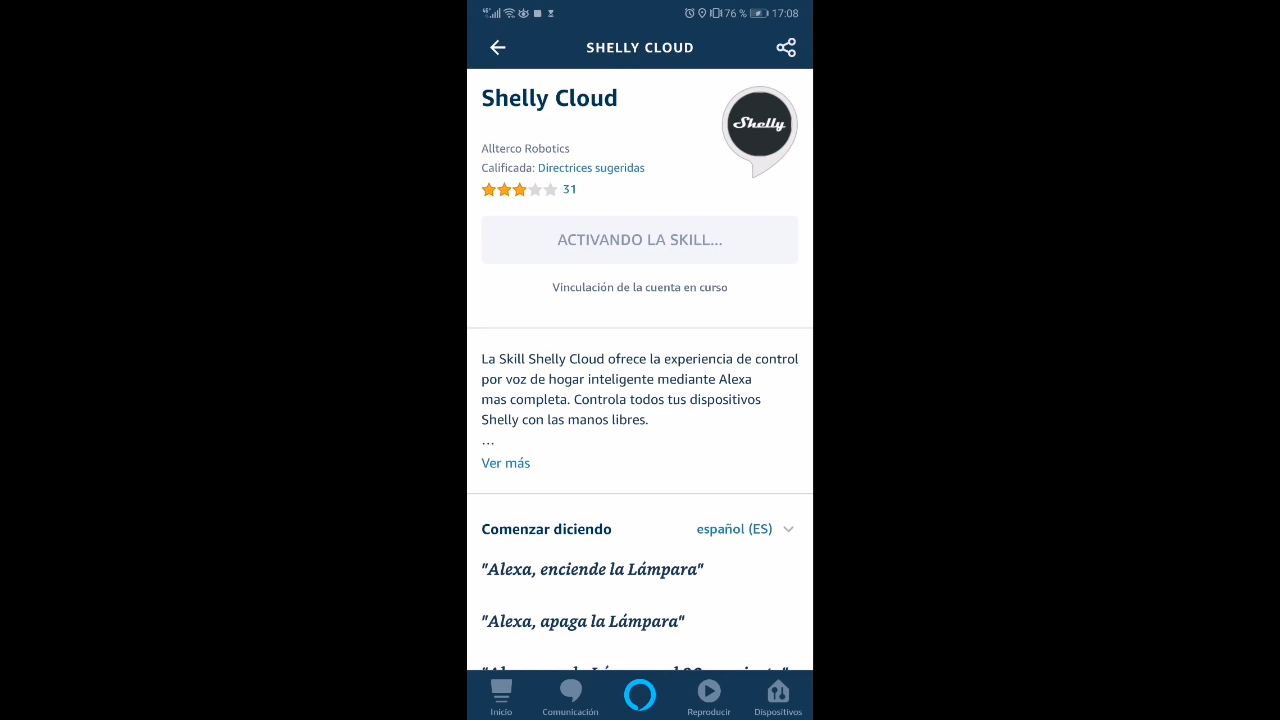 76 % 17:08
SHELLY CLOUD
Shelly Cloud
Shelly
Allterco Robotics
Calificada: Directrices sugeridas
31
ACTIVANDO LA SKILL...
Vinculación de la cuenta en curso
La Skill Shelly Cloud ofrece la experiencia de control
por voz de hogar inteligente mediante Alexa
mas completa. Controla todos tus dispositivos
Shelly con las manos libres.
...
Ver más
Comenzar diciendo español (ES)
"Alexa, enciende la Lámpara"
"Alexa, apaga la Lámpara"
Inicio Comunicación Reproducir Dispositivos